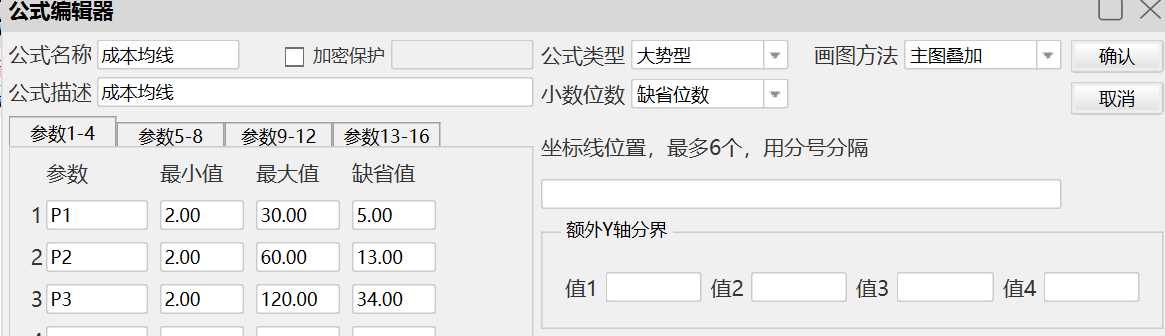 公式编辑器
公式名称 成本均线 加密保护 公式类型 大势型 画图方法 主图叠加 确认
公式描述 成本均线 小数位数 缺省位数 取消
参数1-4 参数5-8 参数9-12 参数13-16
坐标线位置，最多6个，用分号分隔
参数 最小值 最大值 缺省值
1 P1 2.00 30.00 5.00
额外Y轴分界
2 P2 2.00 60.00 13.00
3 P3 2.00 120.00 34.00
值1 值2 值3 值4